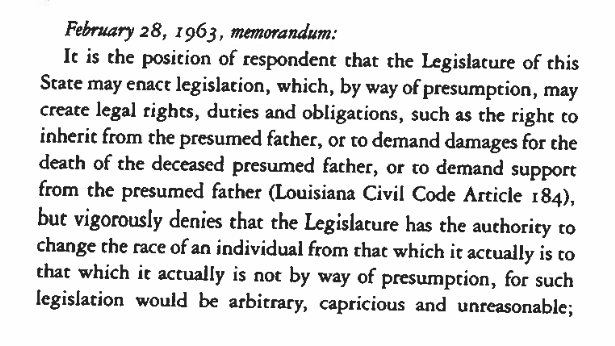 February 28, 1963, memorandum:
It is the position of respondent that the Legislature of this
State may enact legislation, which, by way of presumption, may
create legal rights, duties and obligations, such as the right to
inherit from the presumed father, or to demand damages for the
death of the deceased presumed father, or to demand support
from the presumed father (Louisiana Civil Code Article 184),
but vigorously denies that the Legislature has the authority to
change the race of an individual from that which it actually is to
that which it actually is not by way of presumption, for such
legislation would be arbitrary, capricious and unreasonable;